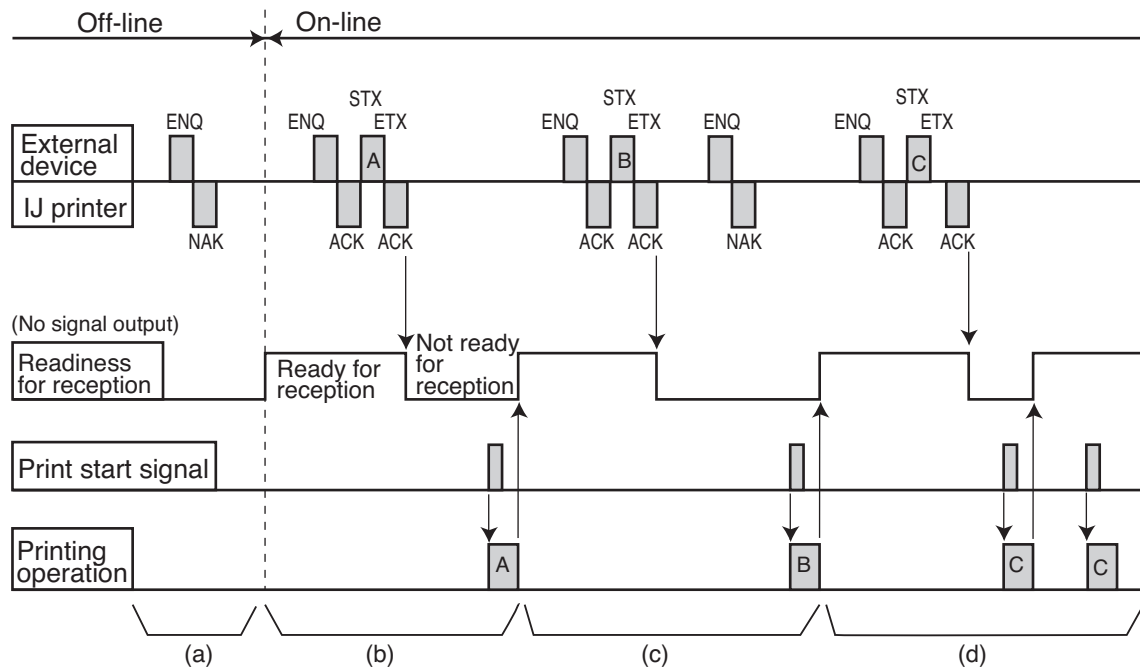 Off-line On-line
STX STX STX
ENQ ENQ ETX ENQ ETX ENQ ENQ ETX
External device A B C
IJ printer
NAK ACK ACK ACK ACK NAK ACK ACK
(No signal output)
Readiness for reception
Ready for reception
Not ready for reception
Print start signal
Printing operation A B C C
(a) (b) (c) (d)